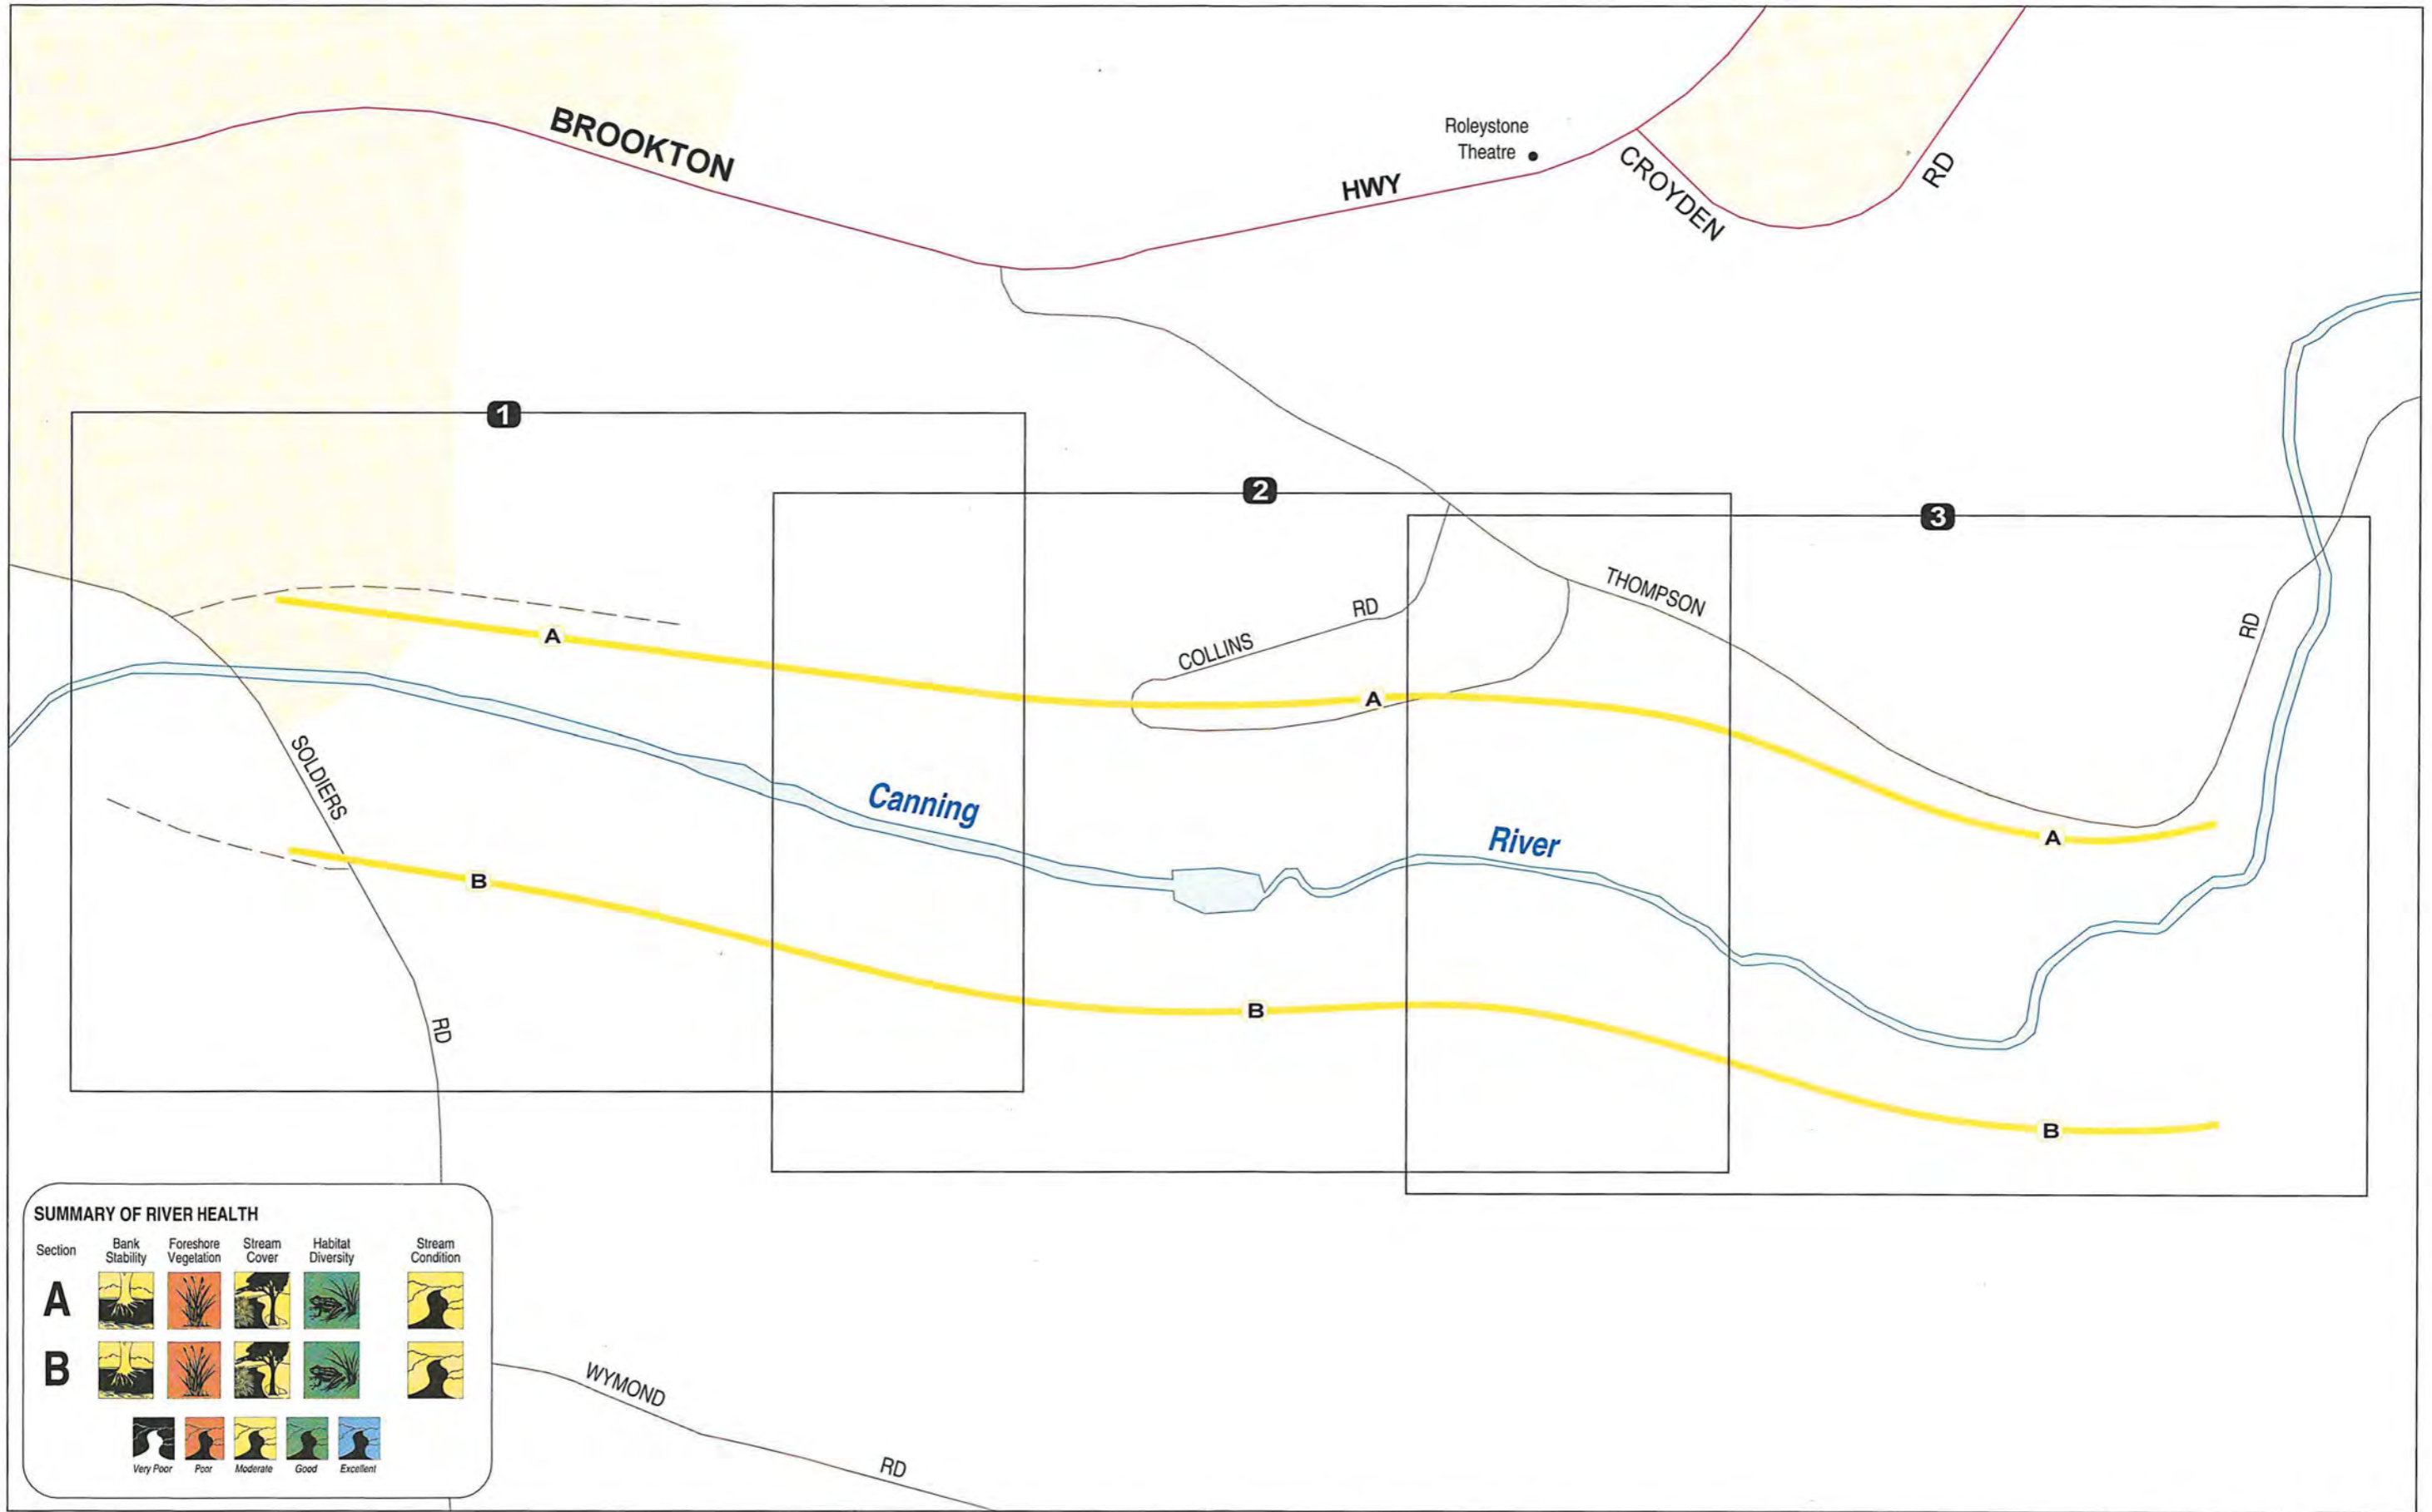 BROOKTON
HWY
Roleystone
Theatre
CROYDEN
RD
1
2
3
A
COLLINS
RD
THOMPSON
RD
A
A
Canning
River
SOLDIERS
RD
B
B
B
SUMMARY OF RIVER HEALTH
Section
Bank
Stability
Foreshore
Vegetation
Stream
Cover
Habitat
Diversity
Stream
Condition
A
B
Very Poor
Poor
Moderate
Good
Excellent
WYMOND
RD